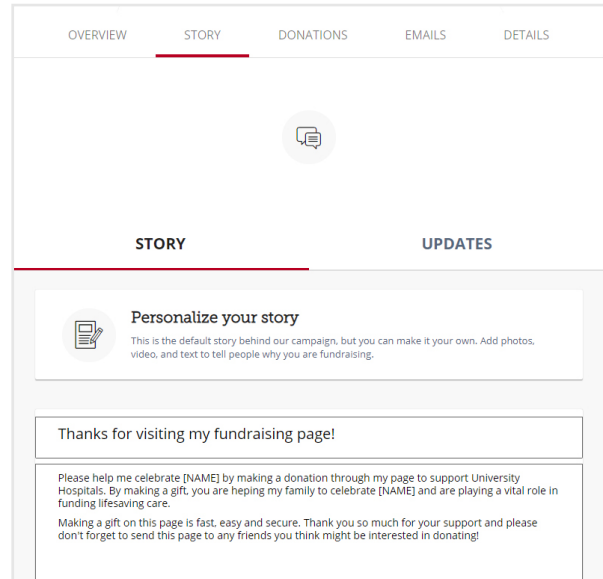 OVERVIEW STORY DONATIONS EMAILS DETAILS
STORY UPDATES
Personalize your story
This is the default story behind our campaign, but you can make it your own. Add photos,
video, and text to tell people why you are fundraising.
Thanks for visiting my fundraising page!
Please help me celebrate [NAME] by making a donation through my page to support University
Hospitals. By making a gift, you are heping my family to celebrate [NAME] and are playing a vital role in
funding lifesaving care.
Making a gift on this page is fast, easy and secure. Thank you so much for your support and please
don't forget to send this page to any friends you think might be interested in donating!